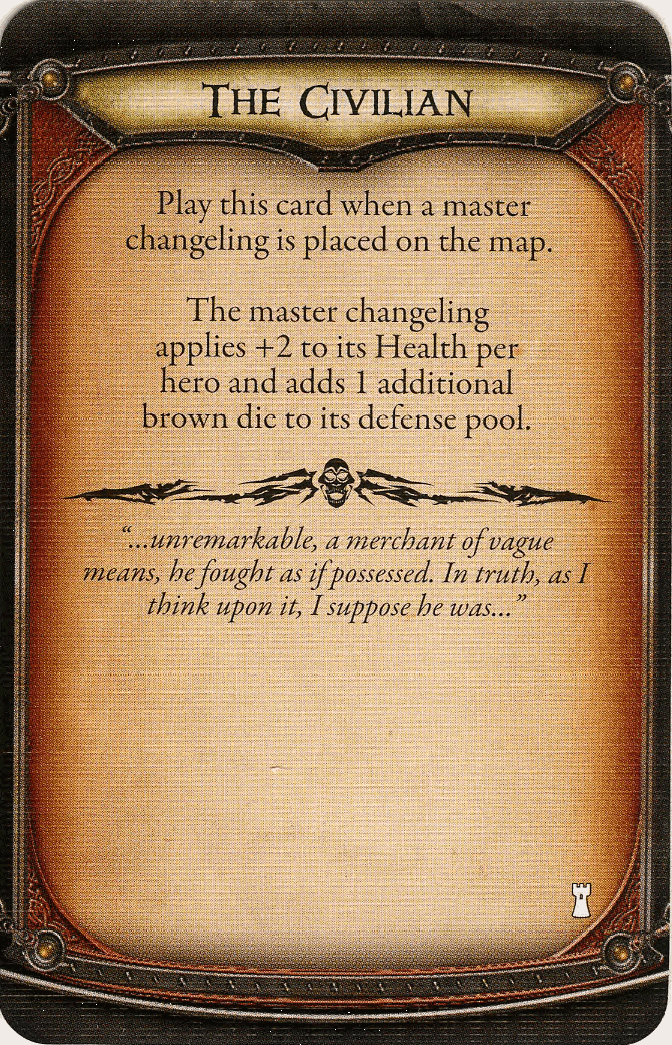 The Civilian
Play this card when a master
changeling is placed on the map.
The master changeling
applies +2 to its Health per
hero and adds 1 additional
brown die to its defense pool.
“...unremarkable, a merchant of vague
means, he fought as if possessed. In truth, as I
think upon it, I suppose he was...”